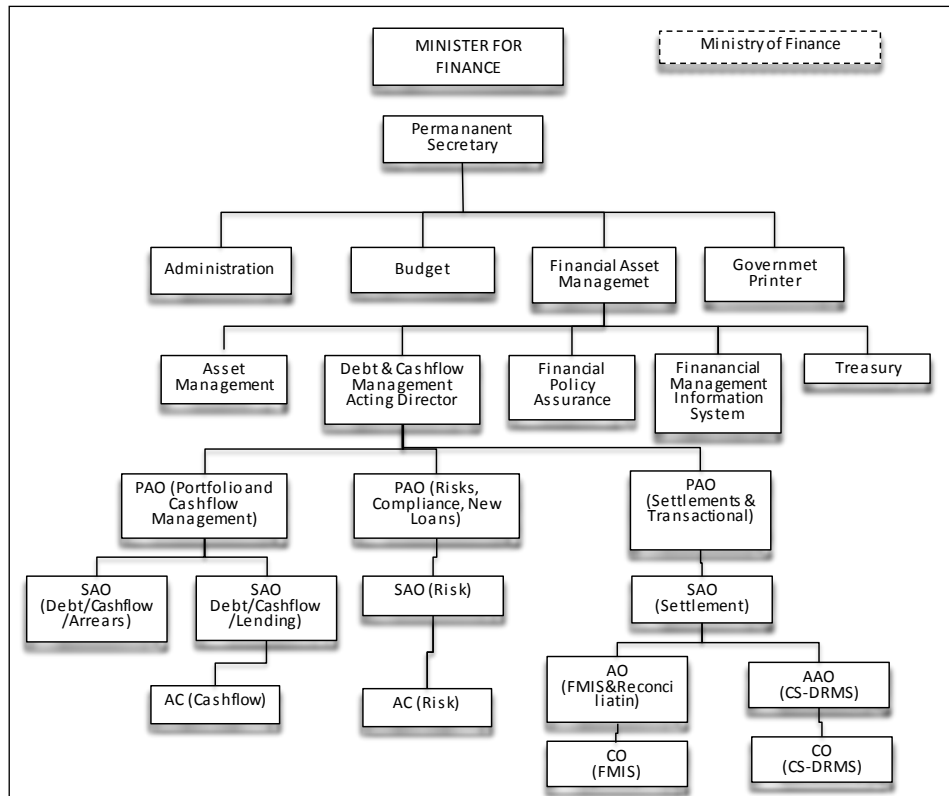 MINISTER FOR
FINANCE
Ministry of Finance
Permananent
Secretary
Administration
Budget
Financial Asset
Managemet
Governmet
Printer
Asset
Management
Debt & Cashflow
Management
Acting Director
Financial
Policy
Assurance
Finanancial
Management
Information
System
Treasury
PAO (Portfolio and
Cashflow
Management)
PAO (Risks,
Compliance, New
Loans)
PAO
(Settlements &
Transactional)
SAO
(Debt/Cashflow
/Arrears)
SAO
Debt/Cashflow
/Lending)
SAO (Risk)
SAO
(Settlement)
AC (Cashflow)
AC (Risk)
AO
(FMIS&Reconci
liatin)
AAO
(CS-DRMS)
CO
(FMIS)
CO
(CS-DRMS)